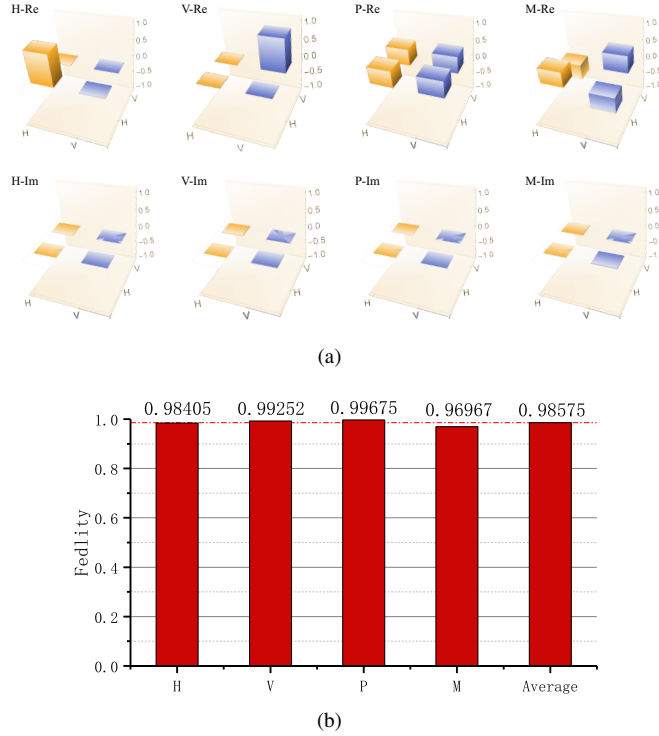 H-Re V-Re P-Re M-Re
1.0 1.0 1.0 1.0
0.5 0.5 0.5 0.5
0.0 0.0 0.0 0.0
-0.5 -0.5 -0.5 -0.5
-1.0 -1.0 -1.0 -1.0
V V V V
H H H H
H H H H
V V V V
H-Im V-Im P-Im M-Im
1.0 1.0 1.0 1.0
0.5 0.5 0.5 0.5
0.0 0.0 0.0 0.0
-0.5 -0.5 -0.5 -0.5
-1.0 -1.0 -1.0 -1.0
V V V V
H H H H
H H H H
V V V V
(a)
0.98405 0.99252 0.99675 0.96967 0.98575
1.0
0.8
0.6
0.4
0.2
0.0
Fedlity
H V P M Average
(b)